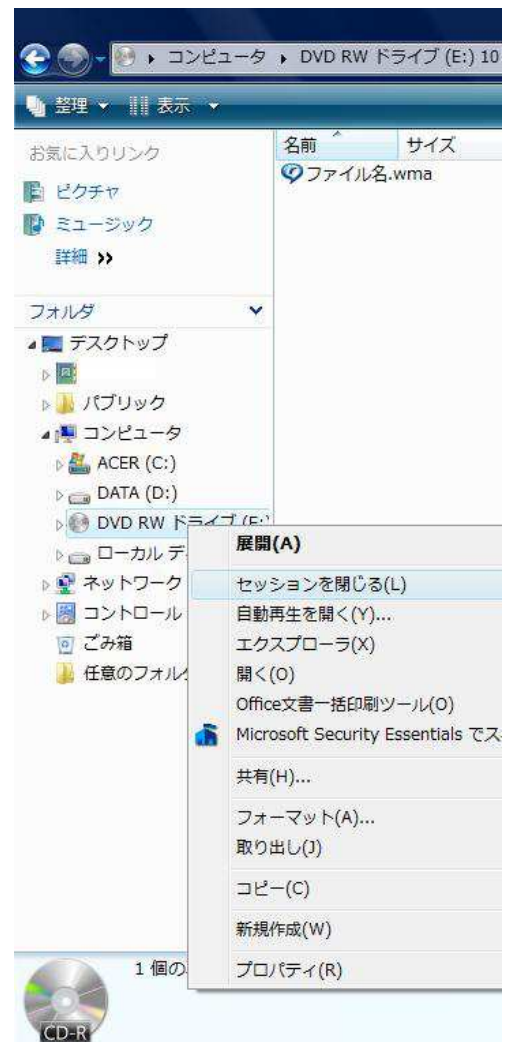 コンピュータ ▸ DVD RW ドライブ (E:) 10
整理 表示
お気に入りリンク
ピクチャ
ミュージック
詳細 >>
フォルダ
名前 サイズ
ファイル名.wma
デスクトップ
パブリック
コンピュータ
ACER (C:)
DATA (D:)
DVD RW ドライブ (E:)
ローカル デ
ネットワーク
コントロール
ごみ箱
任意のフォルダ
展開(A)
セッションを閉じる(L)
自動再生を開く(Y)...
エクスプローラ(X)
開く(O)
Office文書一括印刷ツール(O)
Microsoft Security Essentials でス
共有(H)...
フォーマット(A)...
取り出し(J)
コピー(C)
新規作成(W)
プロパティ(R)
1 個の
CD-R